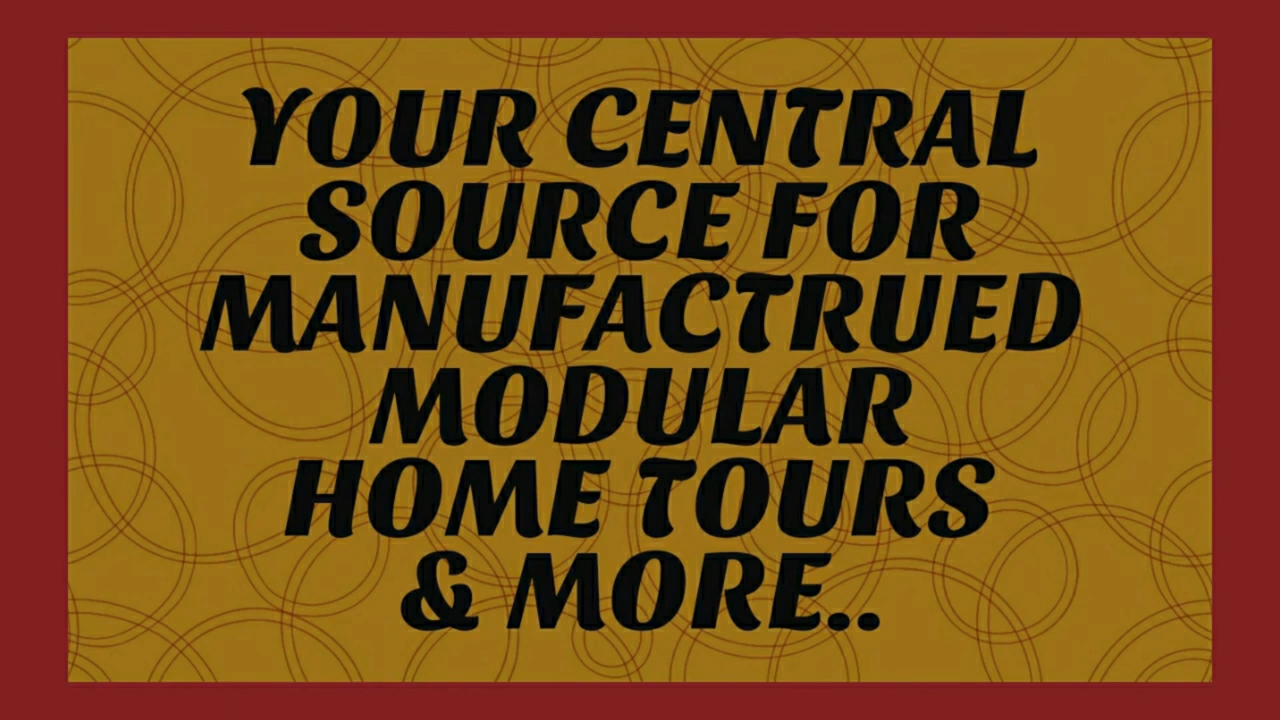 YOUR CENTRAL
SOURCE FOR
MANUFACTRUED
MODULAR
HOME TOURS
& MORE..